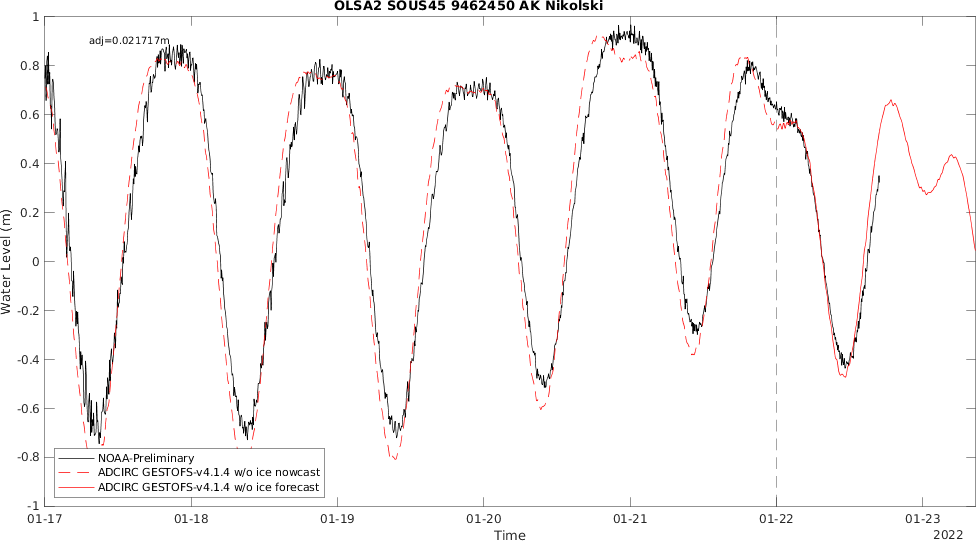 OLSA2 SOUS45 9462450 AK Nikolski
adj=0.021717m
Water Level (m)
1
0.8
0.6
0.4
0.2
0
-0.2
-0.4
-0.6
-0.8
-1
NOAA-Preliminary
ADCIRC GESTOFS-v4.1.4 w/o ice nowcast
ADCIRC GESTOFS-v4.1.4 w/o ice forecast
01-17 01-18 01-19 01-20 01-21 01-22 01-23
Time
2022